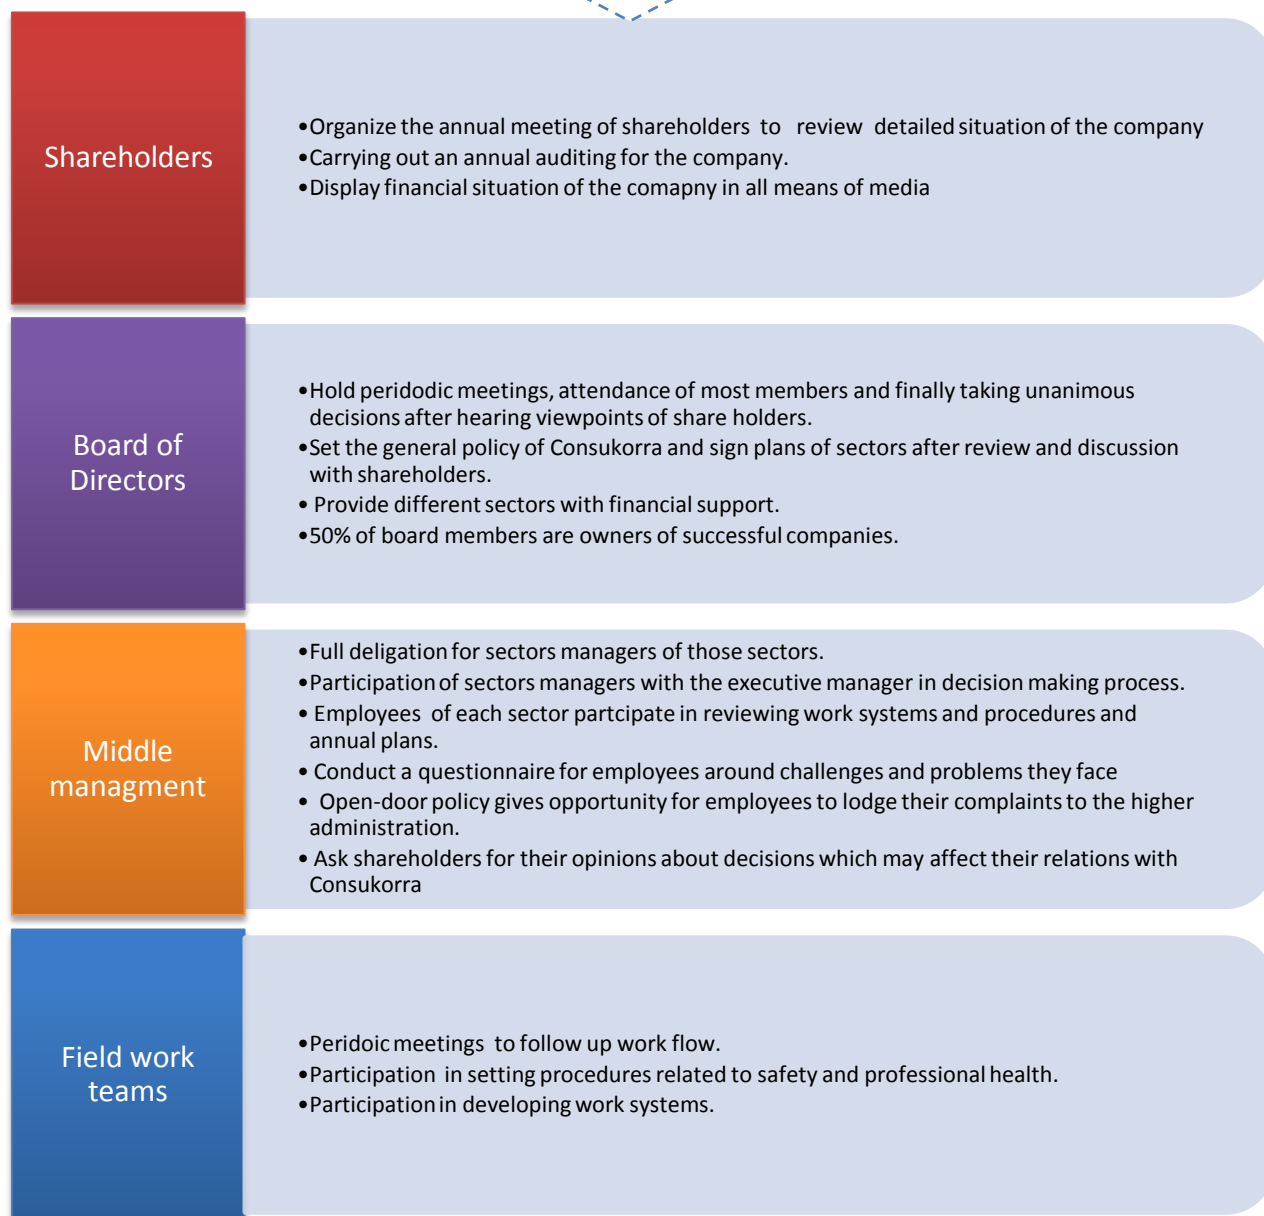 Shareholders
•Organize the annual meeting of shareholders to review detailed situation of the company
•Carrying out an annual auditing for the company.
•Display financial situation of the comapny in all means of media
Board of
Directors
•Hold peridodic meetings, attendance of most members and finally taking unanimous
decisions after hearing viewpoints of share holders.
•Set the general policy of Consukorra and sign plans of sectors after review and discussion
with shareholders.
• Provide different sectors with financial support.
•50% of board members are owners of successful companies.
Middle
managment
•Full deligation for sectors managers of those sectors.
•Participation of sectors managers with the executive manager in decision making process.
• Employees of each sector partcipate in reviewing work systems and procedures and
annual plans.
• Conduct a questionnaire for employees around challenges and problems they face
• Open-door policy gives opportunity for employees to lodge their complaints to the higher
administration.
• Ask shareholders for their opinions about decisions which may affect their relations with
Consukorra
Field work
teams
•Peridoic meetings to follow up work flow.
•Participation in setting procedures related to safety and professional health.
•Participation in developing work systems.